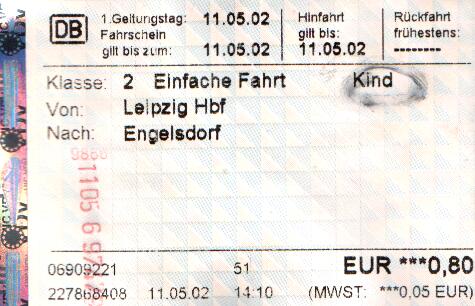 DB
1.Geltungstag: 11.05.02 Hinfahrt Rückfahrt
Fahrschein gilt bis: frühestens:
gilt bis zum: 11.05.02 11.05.02 --------
Klasse: 2 Einfache Fahrt Kind
Von: Leipzig Hbf
Nach: Engelsdorf
06909221 51 EUR ***0,80
227868408 11.05.02 14:10 (MWST: ***0,05 EUR)